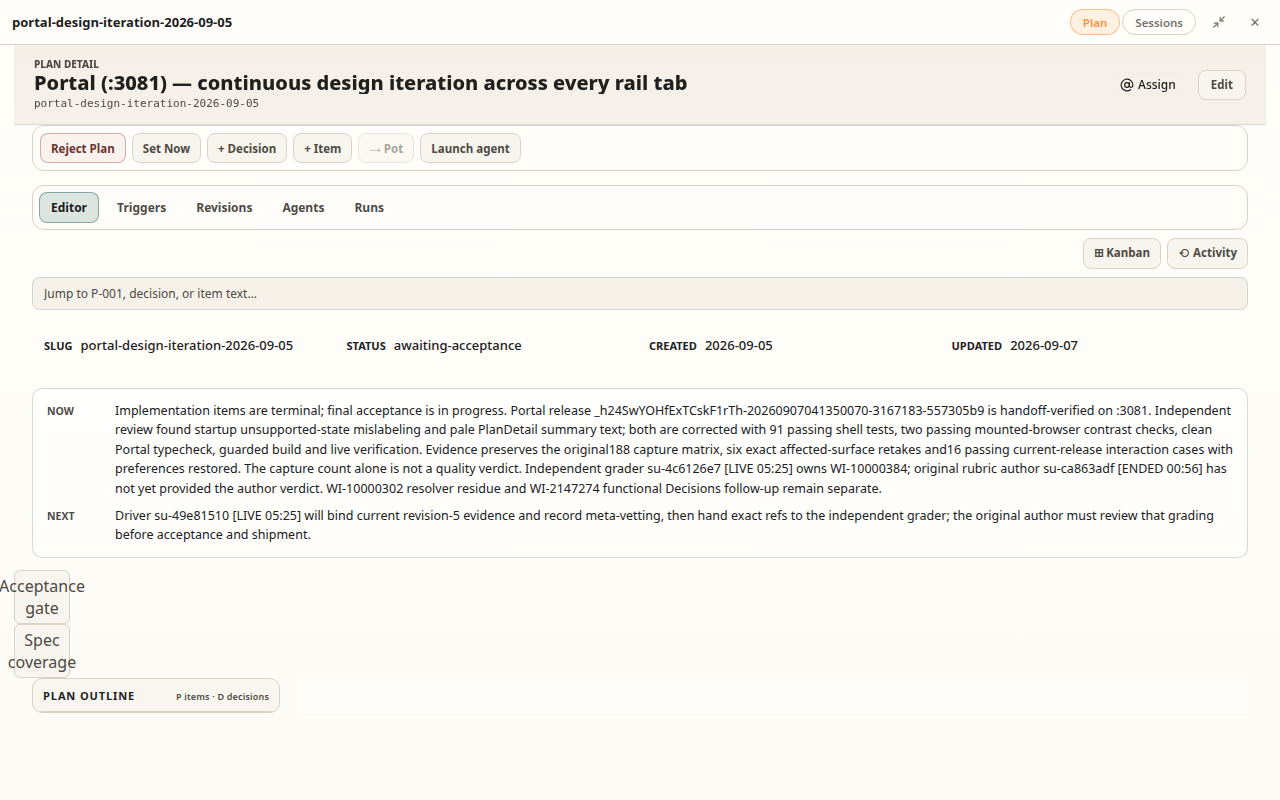 portal-design-iteration-2026-09-05
Plan
Sessions
PLAN DETAIL
Portal (:3081) — continuous design iteration across every rail tab
portal-design-iteration-2026-09-05
@ Assign
Edit
Reject Plan
Set Now
+ Decision
+ Item
→ Pot
Launch agent
Editor
Triggers
Revisions
Agents
Runs
⊞ Kanban
⟲ Activity
Jump to P-001, decision, or item text...
SLUG portal-design-iteration-2026-09-05
STATUS awaiting-acceptance
CREATED 2026-09-05
UPDATED 2026-09-07
NOW
Implementation items are terminal; final acceptance is in progress. Portal release _h24SwYOHfExTCskF1rTh-20260907041350070-3167183-557305b9 is handoff-verified on :3081. Independent
review found startup unsupported-state mislabeling and pale PlanDetail summary text; both are corrected with 91 passing shell tests, two passing mounted-browser contrast checks, clean
Portal typecheck, guarded build and live verification. Evidence preserves the original188 capture matrix, six exact affected-surface retakes and16 passing current-release interaction cases with
preferences restored. The capture count alone is not a quality verdict. Independent grader su-4c6126e7 [LIVE 05:25] owns WI-10000384; original rubric author su-ca863adf [ENDED 00:56] has
not yet provided the author verdict. WI-10000302 resolver residue and WI-2147274 functional Decisions follow-up remain separate.
NEXT
Driver su-49e81510 [LIVE 05:25] will bind current revision-5 evidence and record meta-vetting, then hand exact refs to the independent grader; the original author must review that grading
before acceptance and shipment.
Acceptance
gate
Spec
coverage
PLAN OUTLINE
P items · D decisions